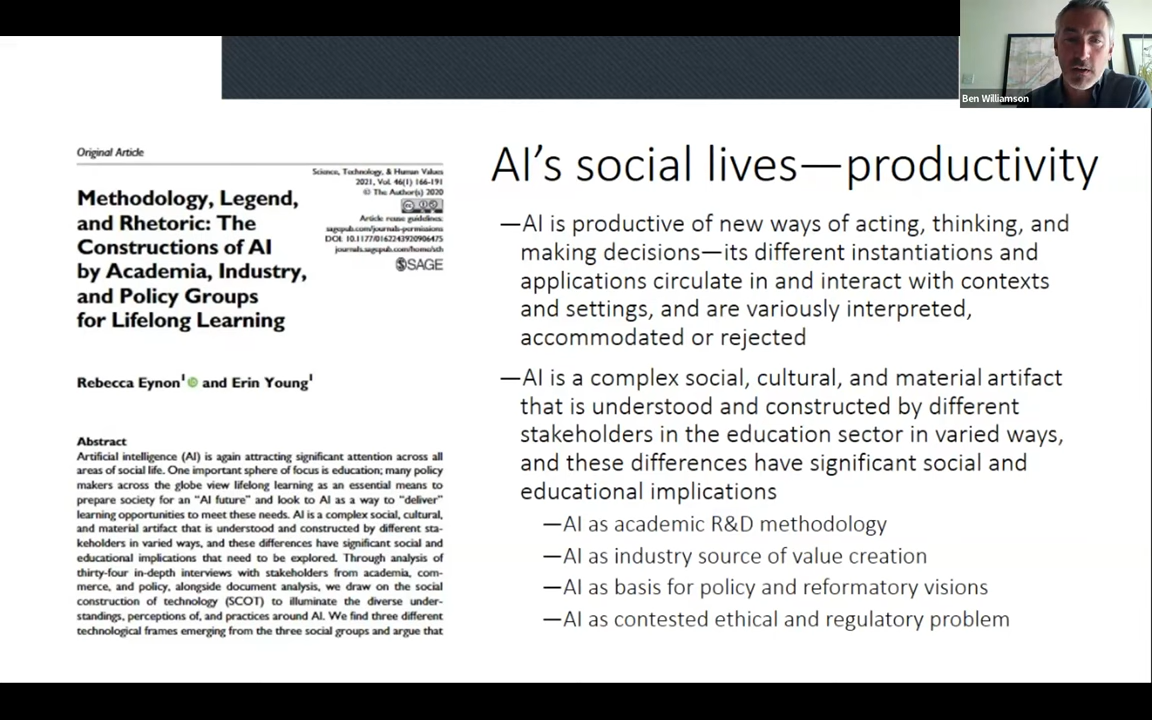 Ben Williamson
Original Article
Science, Technology, & Human Values
2021, Vol. 46(1) 166-191
© The Author(s) 2020
Article reuse guidelines:
sagepub.com/journals-permissions
DOI: 10.1177/0162243920906475
journals.sagepub.com/home/sth
SAGE
Methodology, Legend,
and Rhetoric: The
Constructions of AI
by Academia, Industry,
and Policy Groups
for Lifelong Learning
Rebecca Eynon¹ and Erin Young¹
Abstract
Artificial intelligence (AI) is again attracting significant attention across all
areas of social life. One important sphere of focus is education; many policy
makers across the globe view lifelong learning as an essential means to
prepare society for an “AI future” and look to AI as a way to “deliver”
learning opportunities to meet these needs. AI is a complex social, cultural,
and material artifact that is understood and constructed by different sta-
keholders in varied ways, and these differences have significant social and
educational implications that need to be explored. Through analysis of
thirty-four in-depth interviews with stakeholders from academia, com-
merce, and policy, alongside document analysis, we draw on the social
construction of technology (SCOT) to illuminate the diverse under-
standings, perceptions of, and practices around AI. We find three different
technological frames emerging from the three social groups and argue that
AI’s social lives—productivity
—AI is productive of new ways of acting, thinking, and
making decisions—its different instantiations and
applications circulate in and interact with contexts
and settings, and are variously interpreted,
accommodated or rejected
—AI is a complex social, cultural, and material artifact
that is understood and constructed by different
stakeholders in the education sector in varied ways,
and these differences have significant social and
educational implications
—AI as academic R&D methodology
—AI as industry source of value creation
—AI as basis for policy and reformatory visions
—AI as contested ethical and regulatory problem